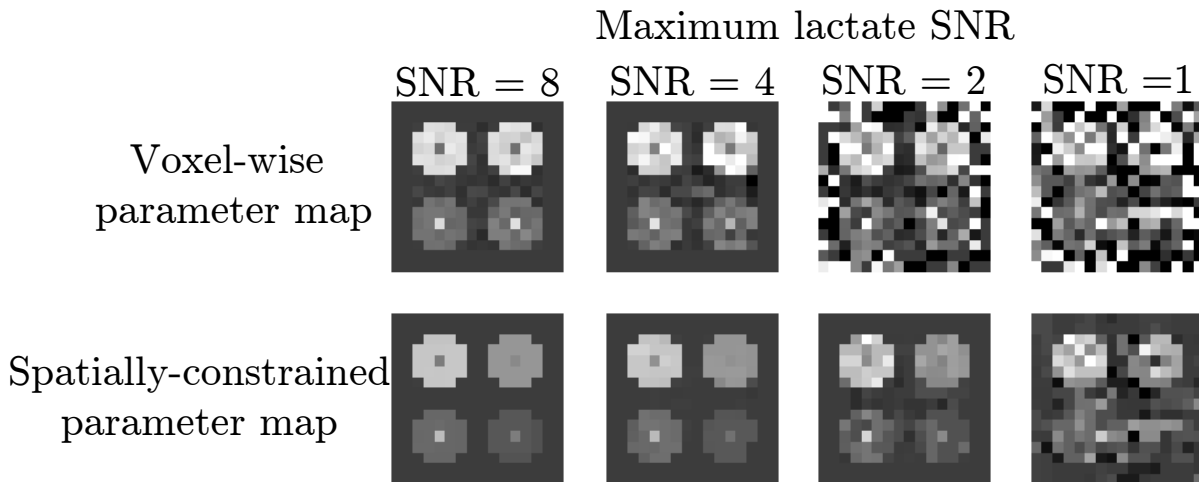 Maximum lactate SNR
SNR = 8 SNR = 4 SNR = 2 SNR =1
Voxel-wise
parameter map
Spatially-constrained
parameter map